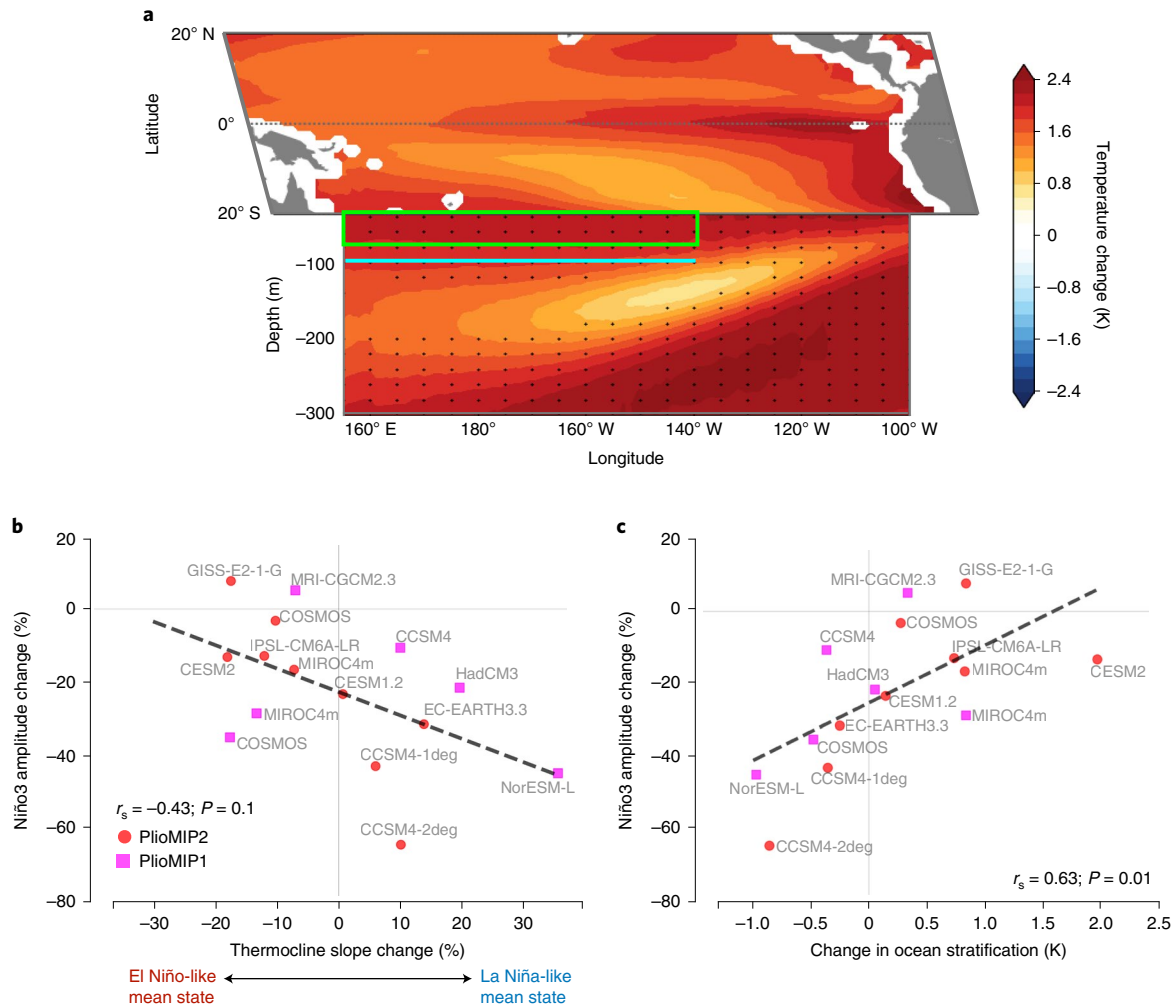 a
20° N
0°
20° S
Latitude
–100
–200
–300
Depth (m)
160° E
180°
160° W
140° W
120° W
100° W
Longitude
2.4
1.6
0.8
0
–0.8
–1.6
–2.4
Temperature change (K)
b
20
0
–20
–40
–60
–80
Niño3 amplitude change (%)
GISS-E2-1-G
MRI-CGCM2.3
COSMOS
CCSM4
IPSL-CM6A-LR
CESM2
MIROC4m
HadCM3
CESM1.2
MIROC4m
EC-EARTH3.3
COSMOS
CCSM4-1deg
NorESM-L
CCSM4-2deg
rs = –0.43; P = 0.1
PlioMIP2
PlioMIP1
–30
–20
–10
0
10
20
30
Thermocline slope change (%)
El Niño-like
mean state
La Niña-like
mean state
c
20
0
–20
–40
–60
–80
Niño3 amplitude change (%)
GISS-E2-1-G
MRI-CGCM2.3
COSMOS
CCSM4
IPSL-CM6A-LR
MIROC4m
CESM2
HadCM3
CESM1.2
MIROC4m
EC-EARTH3.3
COSMOS
CCSM4-1deg
NorESM-L
CCSM4-2deg
rs = 0.63; P = 0.01
–1.0
–0.5
0
0.5
1.0
1.5
2.0
2.5
Change in ocean stratification (K)